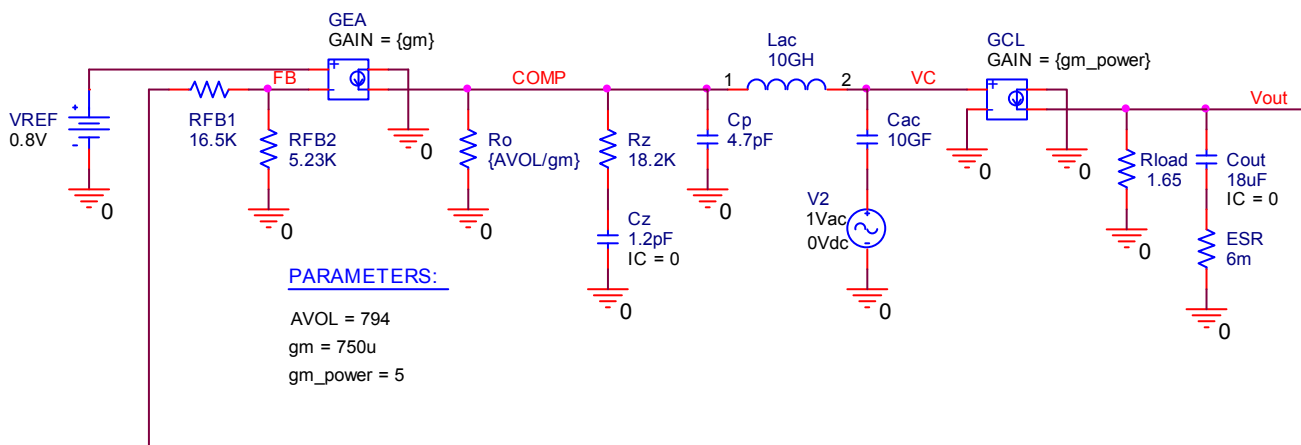 GEA
GAIN = {gm}
Lac
10GH
GCL
GAIN = {gm_power}
FB
COMP
1
2
VC
Vout
+
-
+
-
VREF
0.8V
+
-
RFB1
16.5K
RFB2
5.23K
0
Ro
{AVOL/gm}
Rz
18.2K
Cp
4.7pF
Cac
10GF
0
0
Rload
1.65
Cout
18uF
IC = 0
0
0
0
0
V2
1Vac
0Vdc
+
-
Cz
1.2pF
IC = 0
0
ESR
6m
0
0
0
PARAMETERS:
AVOL = 794
gm = 750u
gm_power = 5